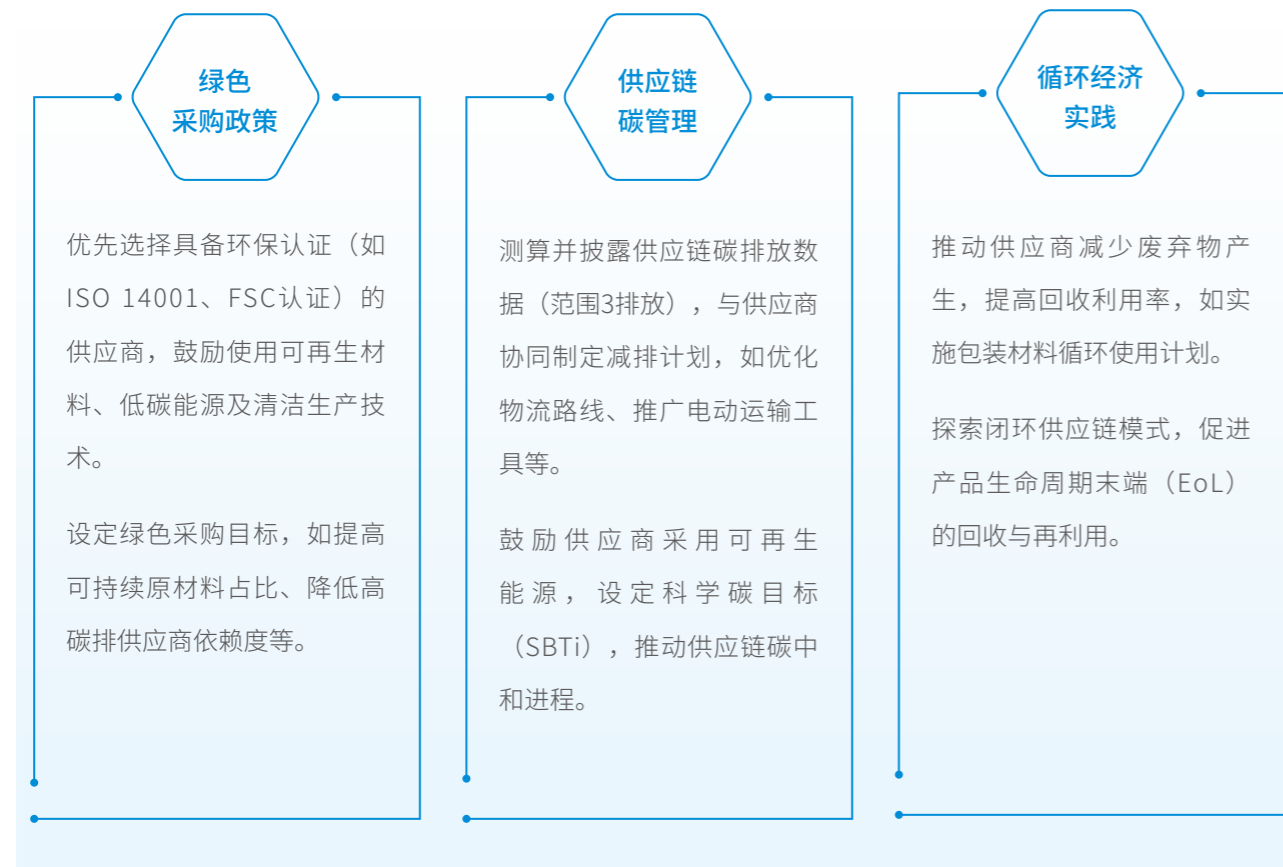 绿色
采购政策
优先选择具备环保认证（如
ISO 14001、FSC认证）的
供应商，鼓励使用可再生材
料、低碳能源及清洁生产技
术。
设定绿色采购目标，如提高
可持续原材料占比、降低高
碳排供应商依赖度等。
供应链
碳管理
测算并披露供应链碳排放数
据（范围3排放），与供应商
协同制定减排计划，如优化
物流路线、推广电动运输工
具等。
鼓励供应商采用可再生
能源，设定科学碳目标
（SBTi），推动供应链碳中
和进程。
循环经济
实践
推动供应商减少废弃物产
生，提高回收利用率，如实
施包装材料循环使用计划。
探索闭环供应链模式，促进
产品生命周期末端（EoL）
的回收与再利用。